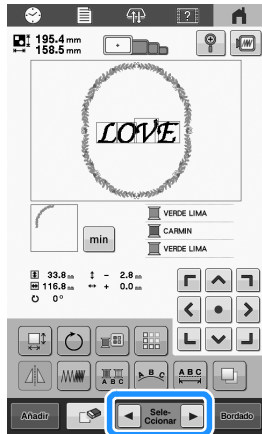 195.4 mm
158.5 mm
LOVE
min
VERDE LIMA
CARMIN
VERDE LIMA
33.8 mm - 2.8 mm
116.8 mm + 0.0 mm
0°
A B C
A B C
A B C
Añadir
Sele-
Ccionar
Bordado